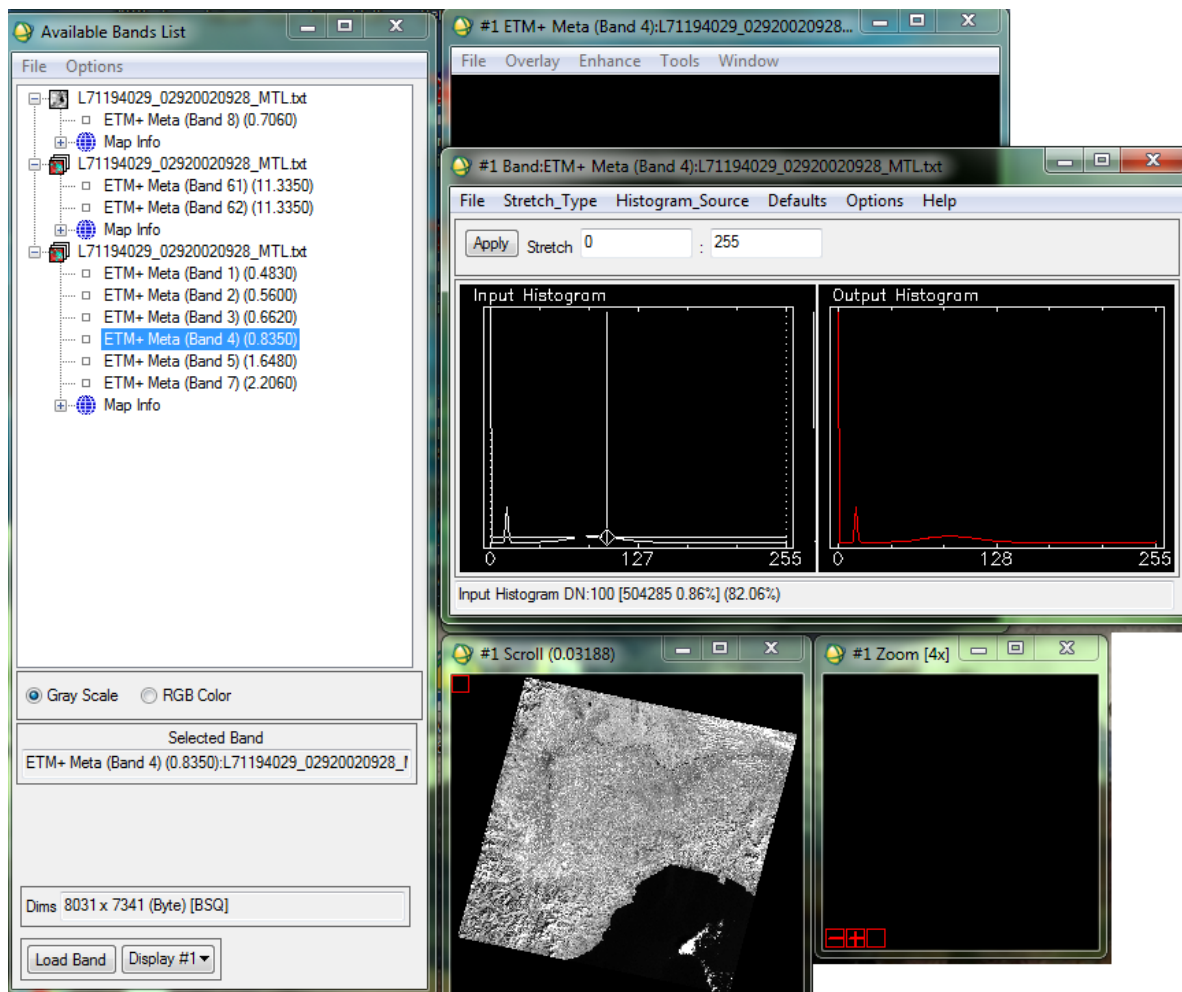 Available Bands List
File Options
L71194029_02920020928_MTL.txt
ETM+ Meta (Band 8) (0.7060)
Map Info
L71194029_02920020928_MTL.txt
ETM+ Meta (Band 61) (11.3350)
ETM+ Meta (Band 62) (11.3350)
Map Info
L71194029_02920020928_MTL.txt
ETM+ Meta (Band 1) (0.4830)
ETM+ Meta (Band 2) (0.5600)
ETM+ Meta (Band 3) (0.6620)
ETM+ Meta (Band 4) (0.8350)
ETM+ Meta (Band 5) (1.6480)
ETM+ Meta (Band 7) (2.2060)
Map Info
Gray Scale RGB Color
Selected Band
ETM+ Meta (Band 4) (0.8350):L71194029_02920020928_
Dims 8031 x 7341 (Byte) [BSQ]
Load Band Display #1
#1 ETM+ Meta (Band 4):L71194029_02920020928...
File Overlay Enhance Tools Window
#1 Band:ETM+ Meta (Band 4):L71194029_02920020928_MTL.txt
File Stretch_Type Histogram_Source Defaults Options Help
Apply Stretch 0 : 255
Input Histogram
0 127 255
Output Histogram
0 128 255
Input Histogram DN:100 [504285 0.86%] (82.06%)
#1 Scroll (0.03188)
#1 Zoom [4x]